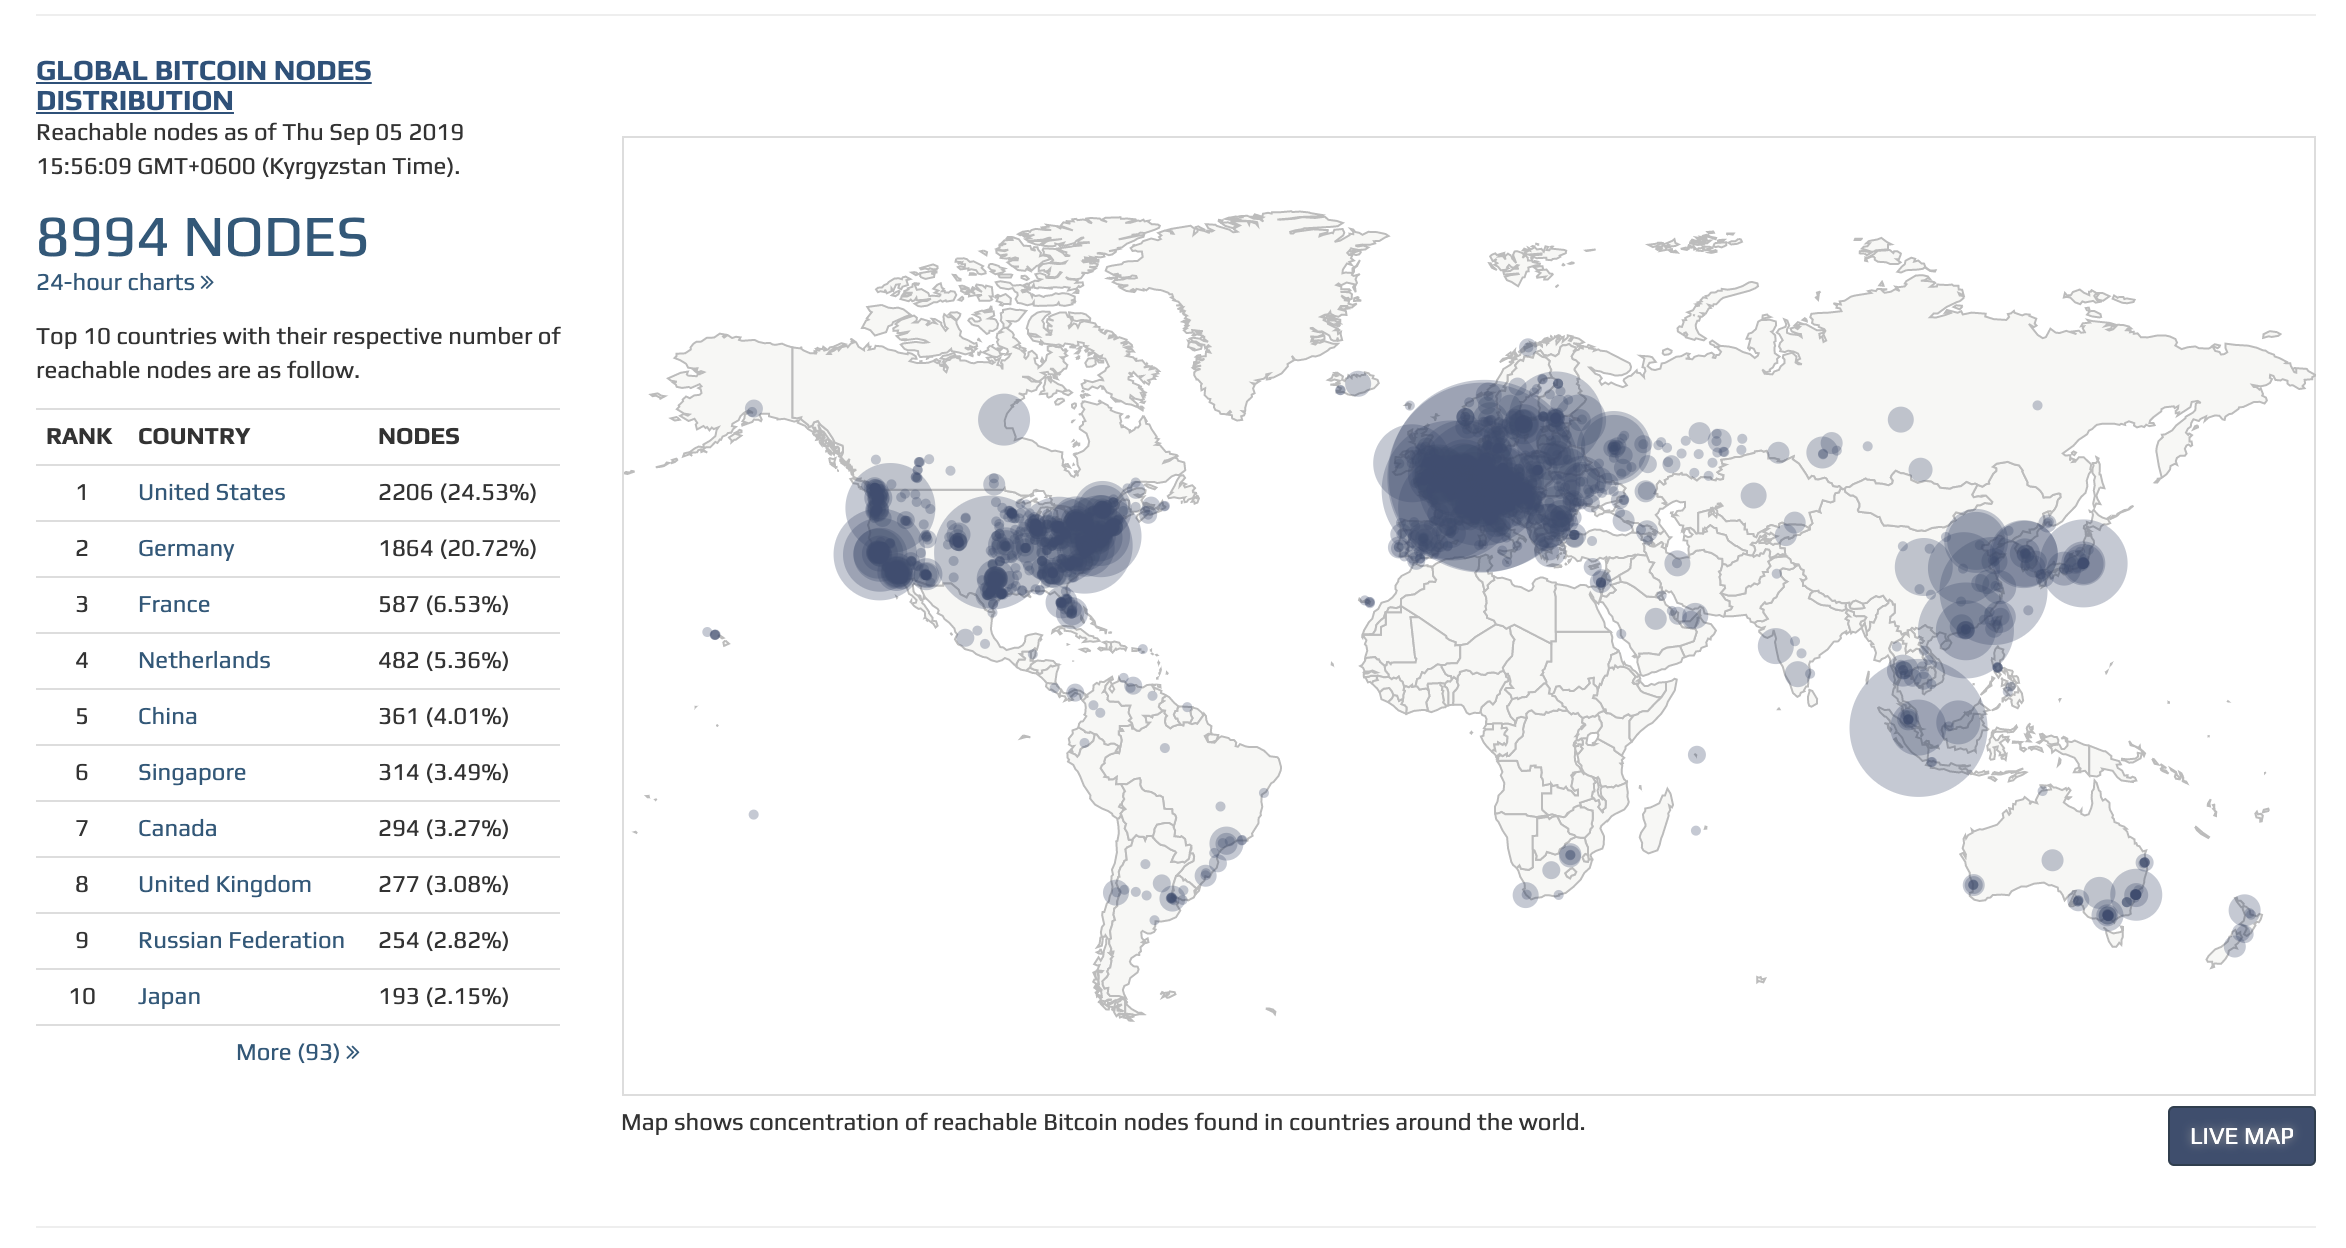 GLOBAL BITCOIN NODES
DISTRIBUTION
Reachable nodes as of Thu Sep 05 2019
15:56:09 GMT+0600 (Kyrgyzstan Time).
8994 NODES
24-hour charts »
Top 10 countries with their respective number of
reachable nodes are as follow.
RANK COUNTRY NODES
1 United States 2206 (24.53%)
2 Germany 1864 (20.72%)
3 France 587 (6.53%)
4 Netherlands 482 (5.36%)
5 China 361 (4.01%)
6 Singapore 314 (3.49%)
7 Canada 294 (3.27%)
8 United Kingdom 277 (3.08%)
9 Russian Federation 254 (2.82%)
10 Japan 193 (2.15%)
More (93) »
Map shows concentration of reachable Bitcoin nodes found in countries around the world.
LIVE MAP